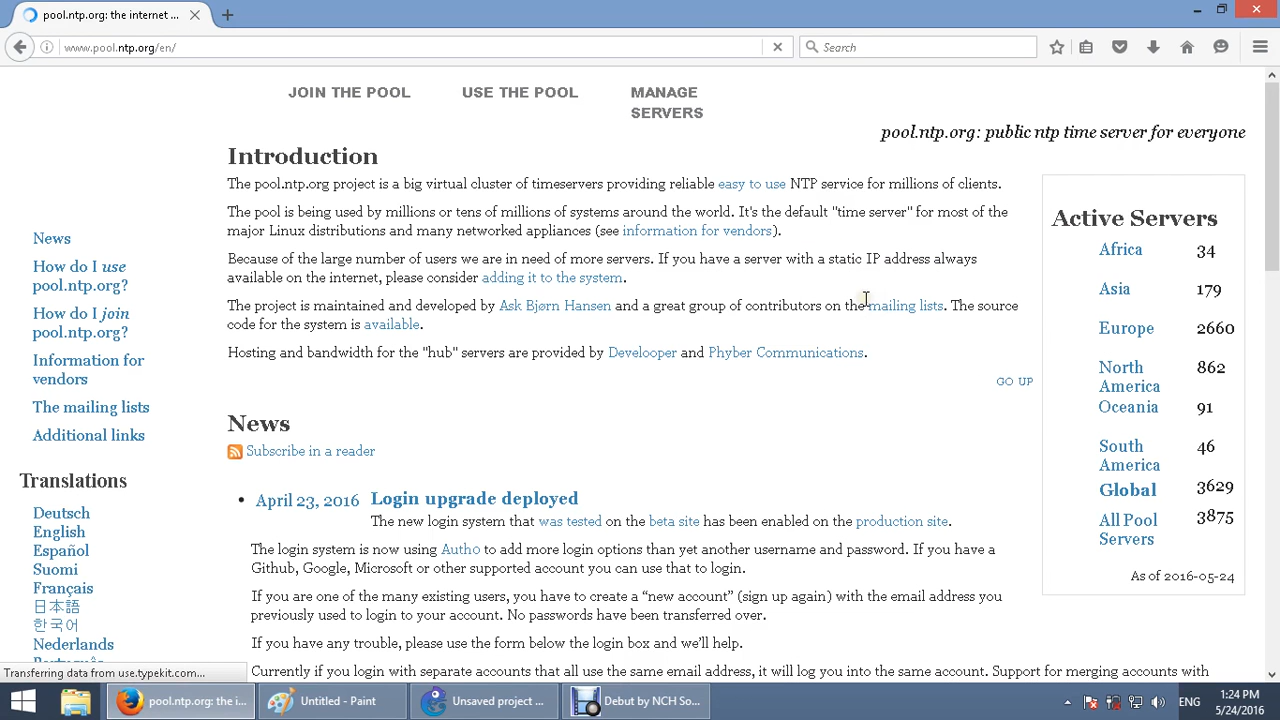 pool.ntp.org: the internet ...
www.pool.ntp.org/en/
Search
JOIN THE POOL
USE THE POOL
MANAGE
SERVERS
pool.ntp.org: public ntp time server for everyone
News
How do I use
pool.ntp.org?
How do I join
pool.ntp.org?
Information for
vendors
The mailing lists
Additional links
Translations
Deutsch
English
Español
Suomi
Français
日本語
한국어
Nederlands
Português
Introduction
The pool.ntp.org project is a big virtual cluster of timeservers providing reliable easy to use NTP service for millions of clients.
The pool is being used by millions or tens of millions of systems around the world. It's the default "time server" for most of the
major Linux distributions and many networked appliances (see information for vendors).
Because of the large number of users we are in need of more servers. If you have a server with a static IP address always
available on the internet, please consider adding it to the system.
The project is maintained and developed by Ask Bjørn Hansen and a great group of contributors on the mailing lists. The source
code for the system is available.
Hosting and bandwidth for the "hub" servers are provided by Develooper and Phyber Communications.
GO UP
News
Subscribe in a reader
April 23, 2016 Login upgrade deployed
The new login system that was tested on the beta site has been enabled on the production site.
The login system is now using Auth0 to add more login options than yet another username and password. If you have a
Github, Google, Microsoft or other supported account you can use that to login.
If you are one of the many existing users, you have to create a “new account” (sign up again) with the email address you
previously used to login to your account. No passwords have been transferred over.
If you have any trouble, please use the form below the login box and we’ll help.
Currently if you login with separate accounts that all use the same email address, it will log you into the same account. Support for merging accounts with
Active Servers
Africa 34
Asia 179
Europe 2660
North
America 862
Oceania 91
South
America 46
Global 3629
All Pool
Servers 3875
As of 2016-05-24
Transferring data from use.typekit.com...
pool.ntp.org: the i...
Untitled - Paint
Unsaved project ...
Debut by NCH So...
ENG
1:24 PM
5/24/2016